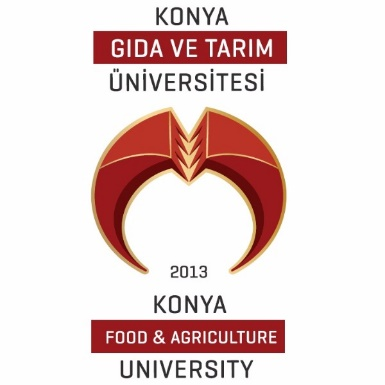 KONYA
GIDA VE TARIM
ÜNİVERSİTESİ
2013
KONYA
FOOD & AGRICULTURE
UNIVERSITY